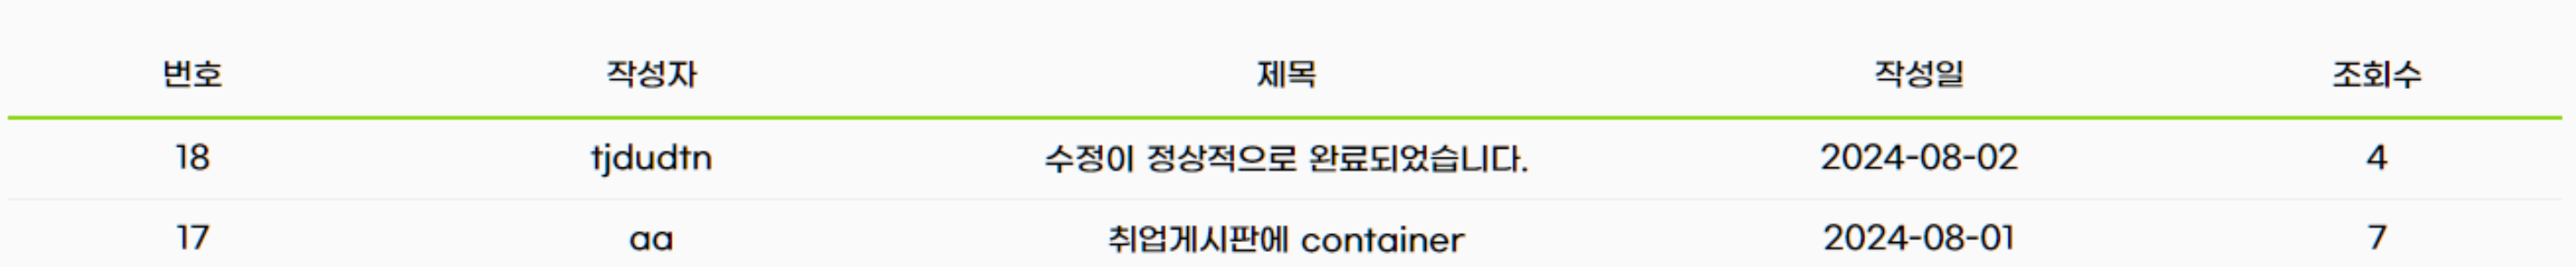 번호 작성자 제목 작성일 조회수
18 tjdudtn 수정이 정상적으로 완료되었습니다. 2024-08-02 4
17 aa 취업게시판에 container 2024-08-01 7